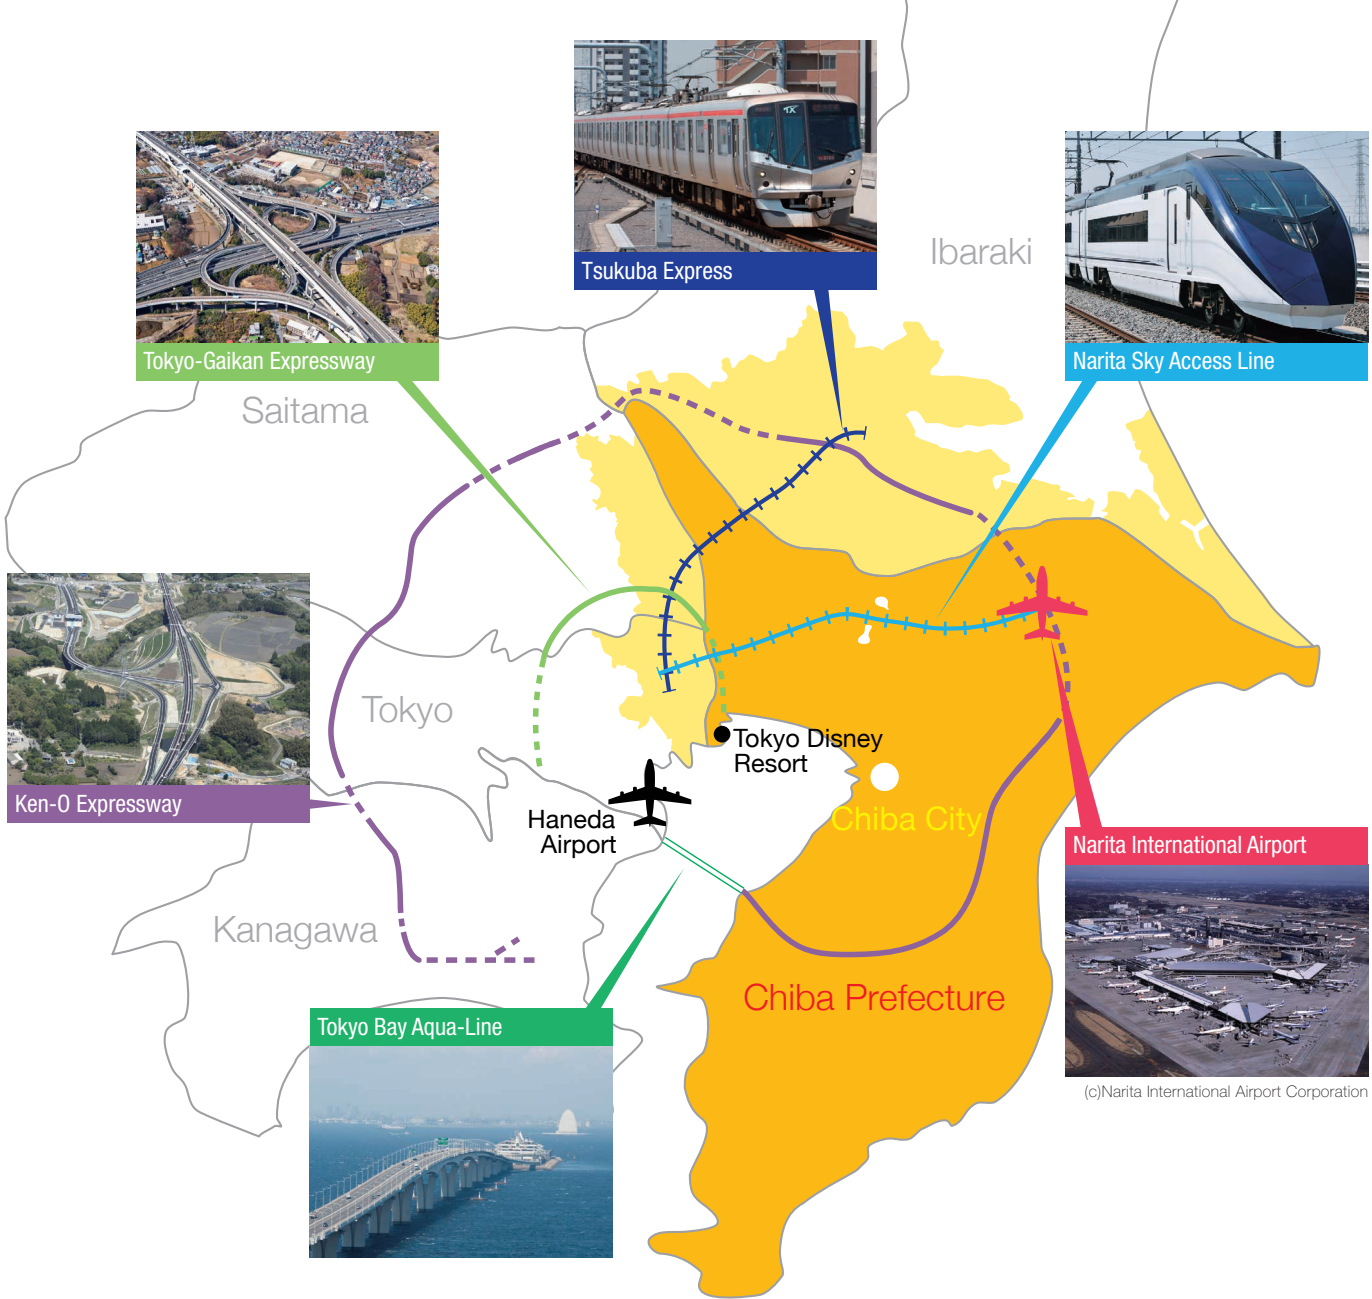 Tsukuba Express
Ibaraki
Tokyo-Gaikan Expressway
Narita Sky Access Line
Saitama
Tokyo
Tokyo Disney
Resort
Ken-O Expressway
Haneda
Airport
Chiba City
Narita International Airport
Kanagawa
Chiba Prefecture
Tokyo Bay Aqua-Line
(c)Narita International Airport Corporation